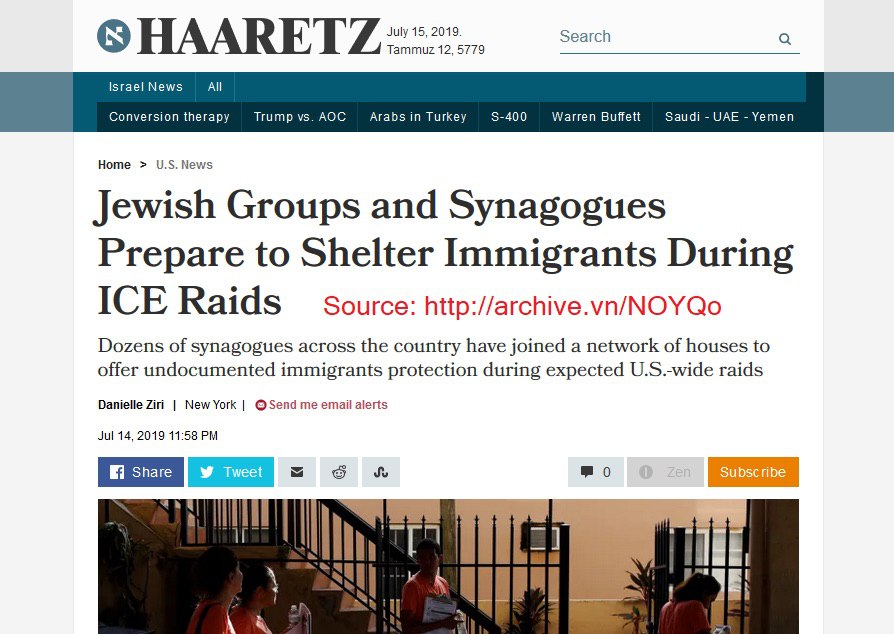 HAARETZ
July 15, 2019.
Tammuz 12, 5779
Search
Israel News All
Conversion therapy Trump vs. AOC Arabs in Turkey S-400 Warren Buffett Saudi - UAE - Yemen
Home > U.S. News
Jewish Groups and Synagogues
Prepare to Shelter Immigrants During
ICE Raids
Source: http://archive.vn/NOYQo
Dozens of synagogues across the country have joined a network of houses to
offer undocumented immigrants protection during expected U.S.-wide raids
Danielle Ziri | New York | Send me email alerts
Jul 14, 2019 11:58 PM
Share Tweet 0 Zen Subscribe